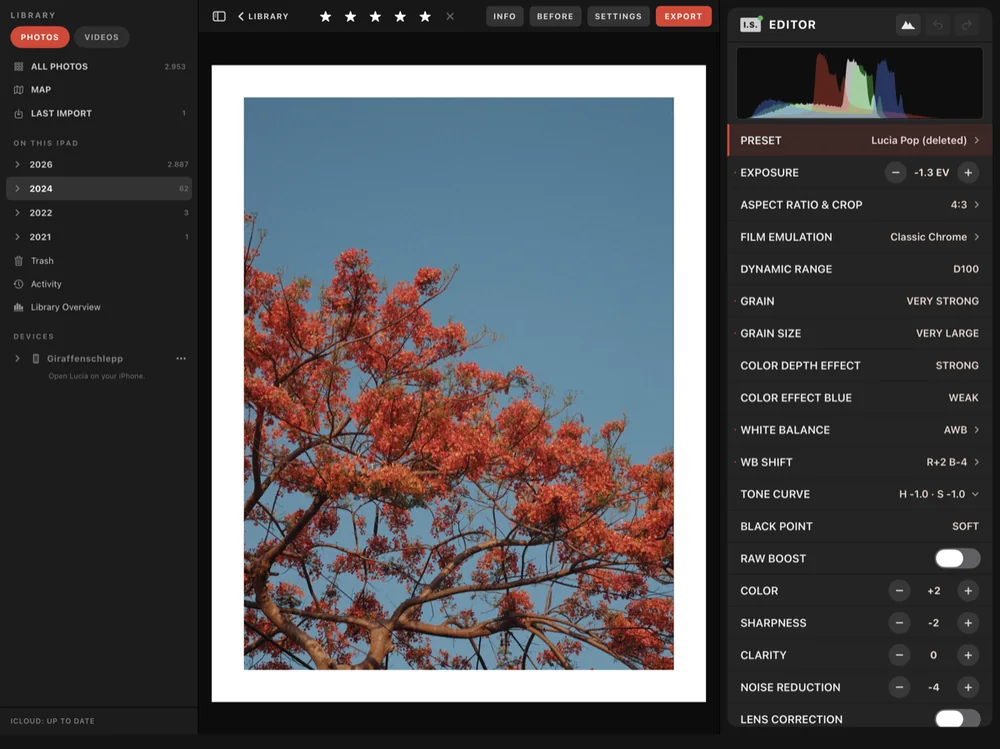 LIBRARY
PHOTOS VIDEOS
ALL PHOTOS 2.953
MAP
LAST IMPORT 1
ON THIS IPAD
2026 2.887
2024 62
2022 3
2021 1
Trash
Activity
Library Overview
DEVICES
Giraffenschlepp ...
Open Lucia on your iPhone.
ICLOUD: UP TO DATE
LIBRARY INFO BEFORE SETTINGS EXPORT
I.S. EDITOR
PRESET Lucia Pop (deleted)
EXPOSURE − -1.3 EV +
ASPECT RATIO & CROP 4:3
FILM EMULATION Classic Chrome
DYNAMIC RANGE D100
GRAIN VERY STRONG
GRAIN SIZE VERY LARGE
COLOR DEPTH EFFECT STRONG
COLOR EFFECT BLUE WEAK
WHITE BALANCE AWB
WB SHIFT R+2 B-4
TONE CURVE H -1.0 · S -1.0
BLACK POINT SOFT
RAW BOOST
COLOR − +2 +
SHARPNESS − -2 +
CLARITY − 0 +
NOISE REDUCTION − -4 +
LENS CORRECTION